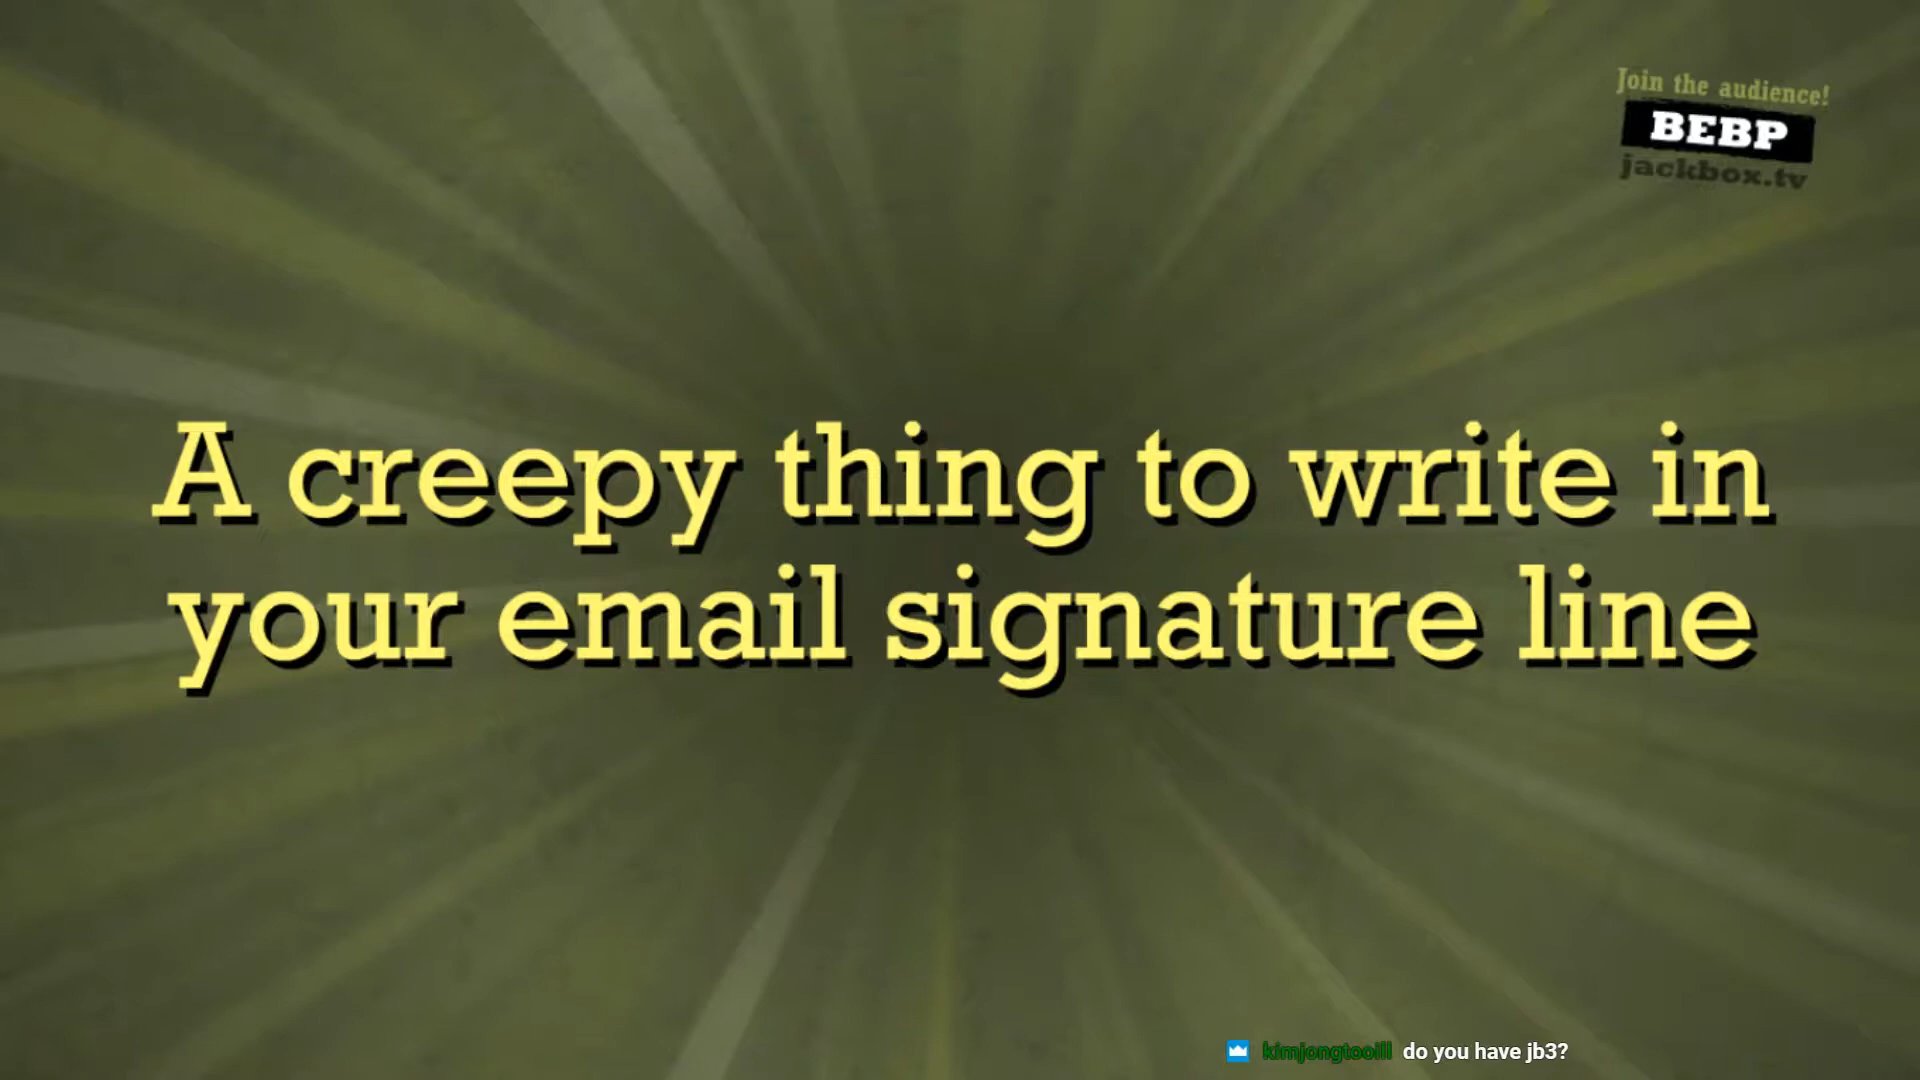 Join the audience!
BEBP
jackbox.tv
A creepy thing to write in
your email signature line
kimjongtooill do you have jb3?